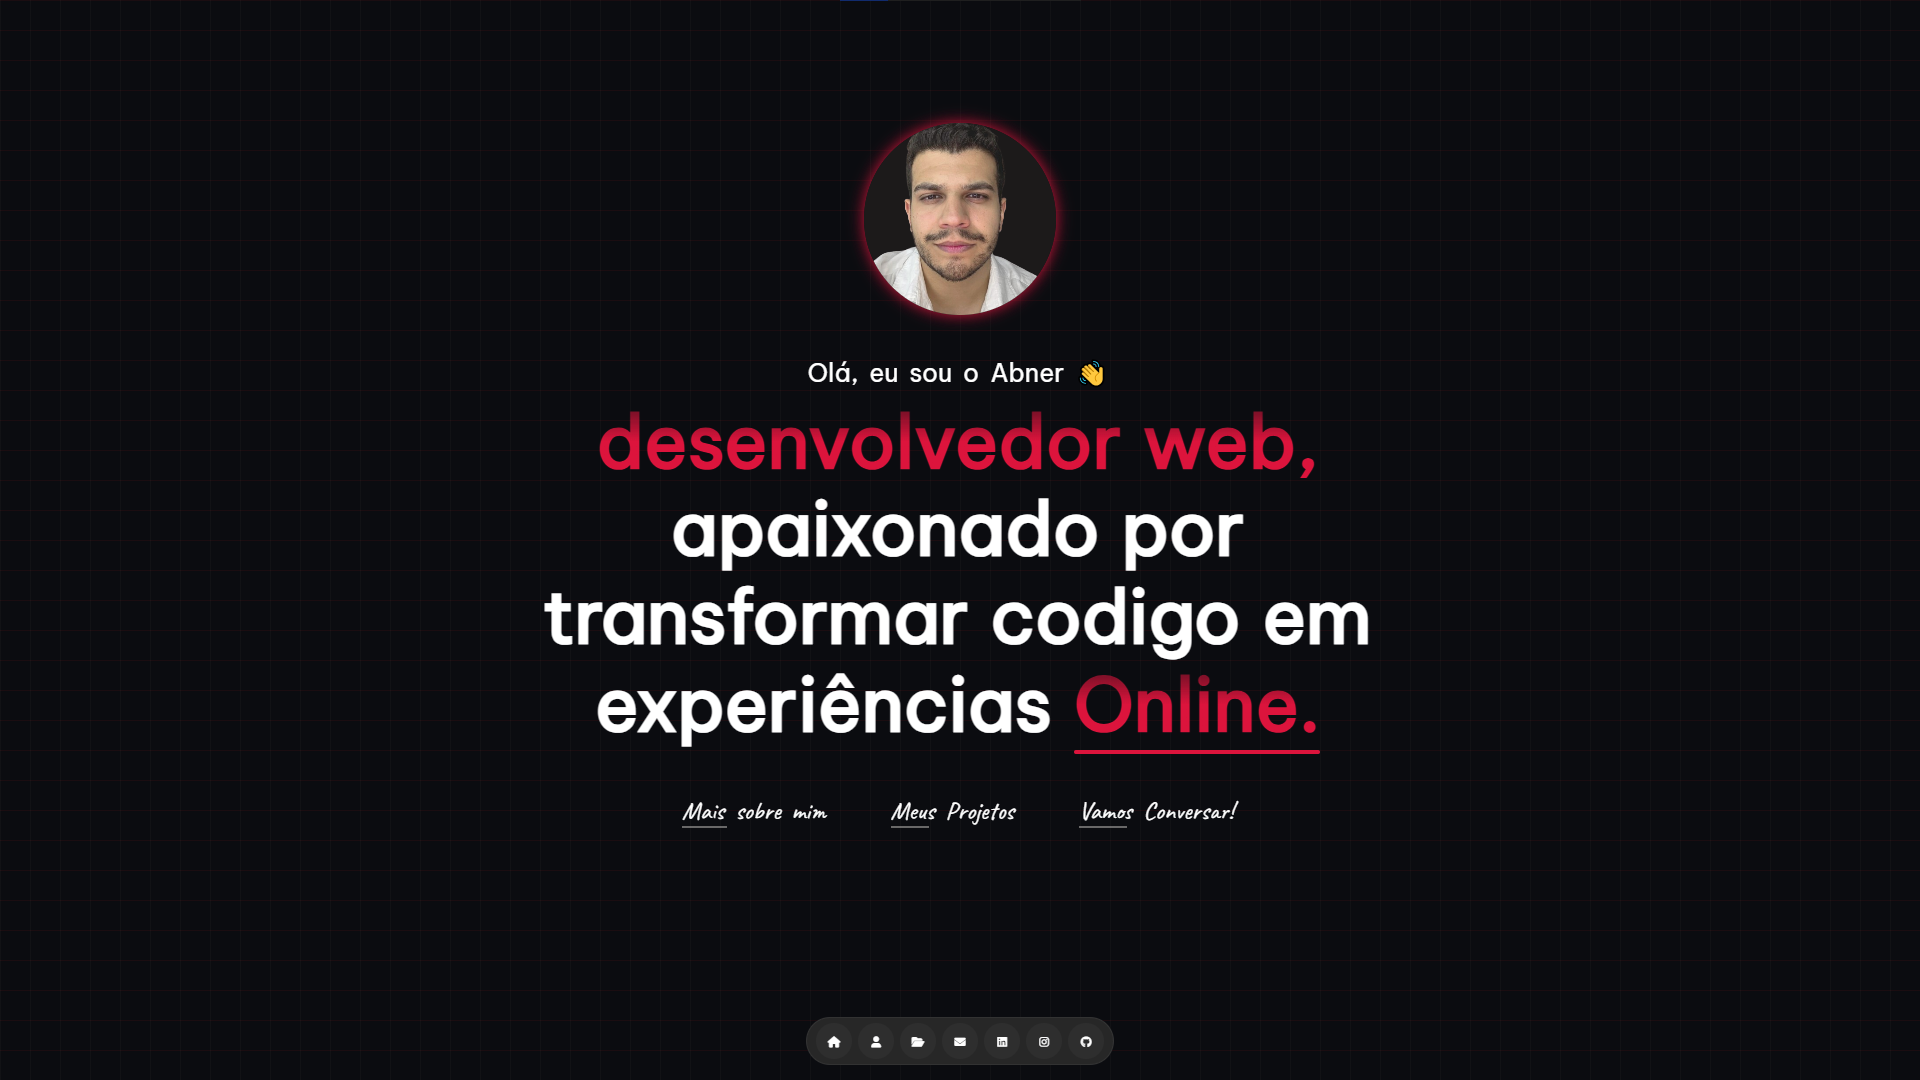 Olá, eu sou o Abner 👋
desenvolvedor web,
apaixonado por
transformar codigo em
experiências Online.
Mais sobre mim
Meus Projetos
Vamos Conversar!